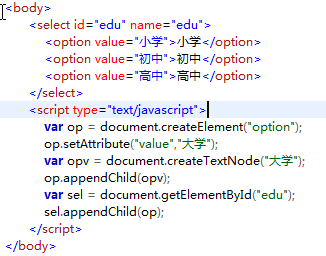 <body>
<select id="edu" name="edu">
<option value="小学">小学</option>
<option value="初中">初中</option>
<option value="高中">高中</option>
</select>
<script type="text/javascript">
var op = document.createElement("option");
op.setAttribute("value","大学");
var opv = document.createTextNode("大学");
op.appendChild(opv);
var sel = document.getElementById("edu");
sel.appendChild(op);
</script>
</body>